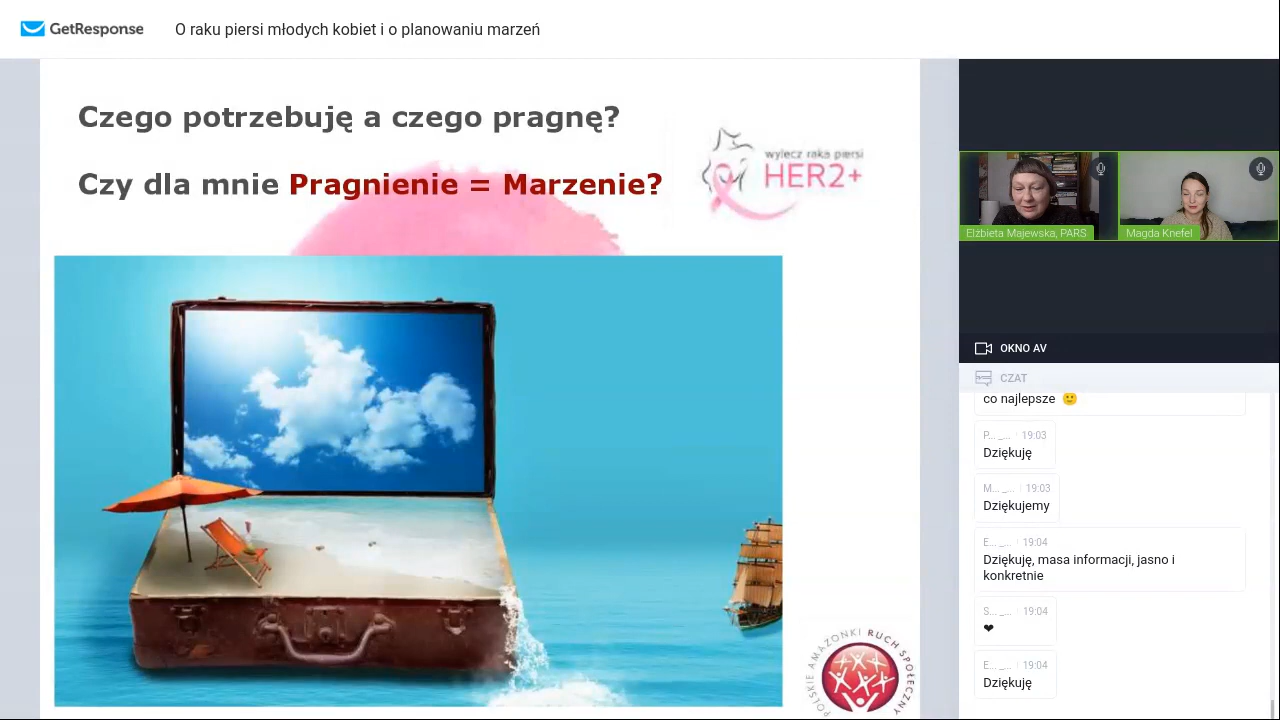 GetResponse
O raku piersi młodych kobiet i o planowaniu marzeń
Czego potrzebuję a czego pragnę?
Czy dla mnie Pragnienie = Marzenie?
wylecz raka piersi
HER2+
POLSKIE AMAZONKI RUCH SPOŁECZNY
Elżbieta Majewska, PARS
Magda Knefel
OKNO AV
CZAT
co najlepsze 🙂
P... _... 19:03
Dziękuję
M... _... 19:03
Dziękujemy
E... _... 19:04
Dziękuję, masa informacji, jasno i
konkretnie
S... _... 19:04
❤
E... _... 19:04
Dziękuję